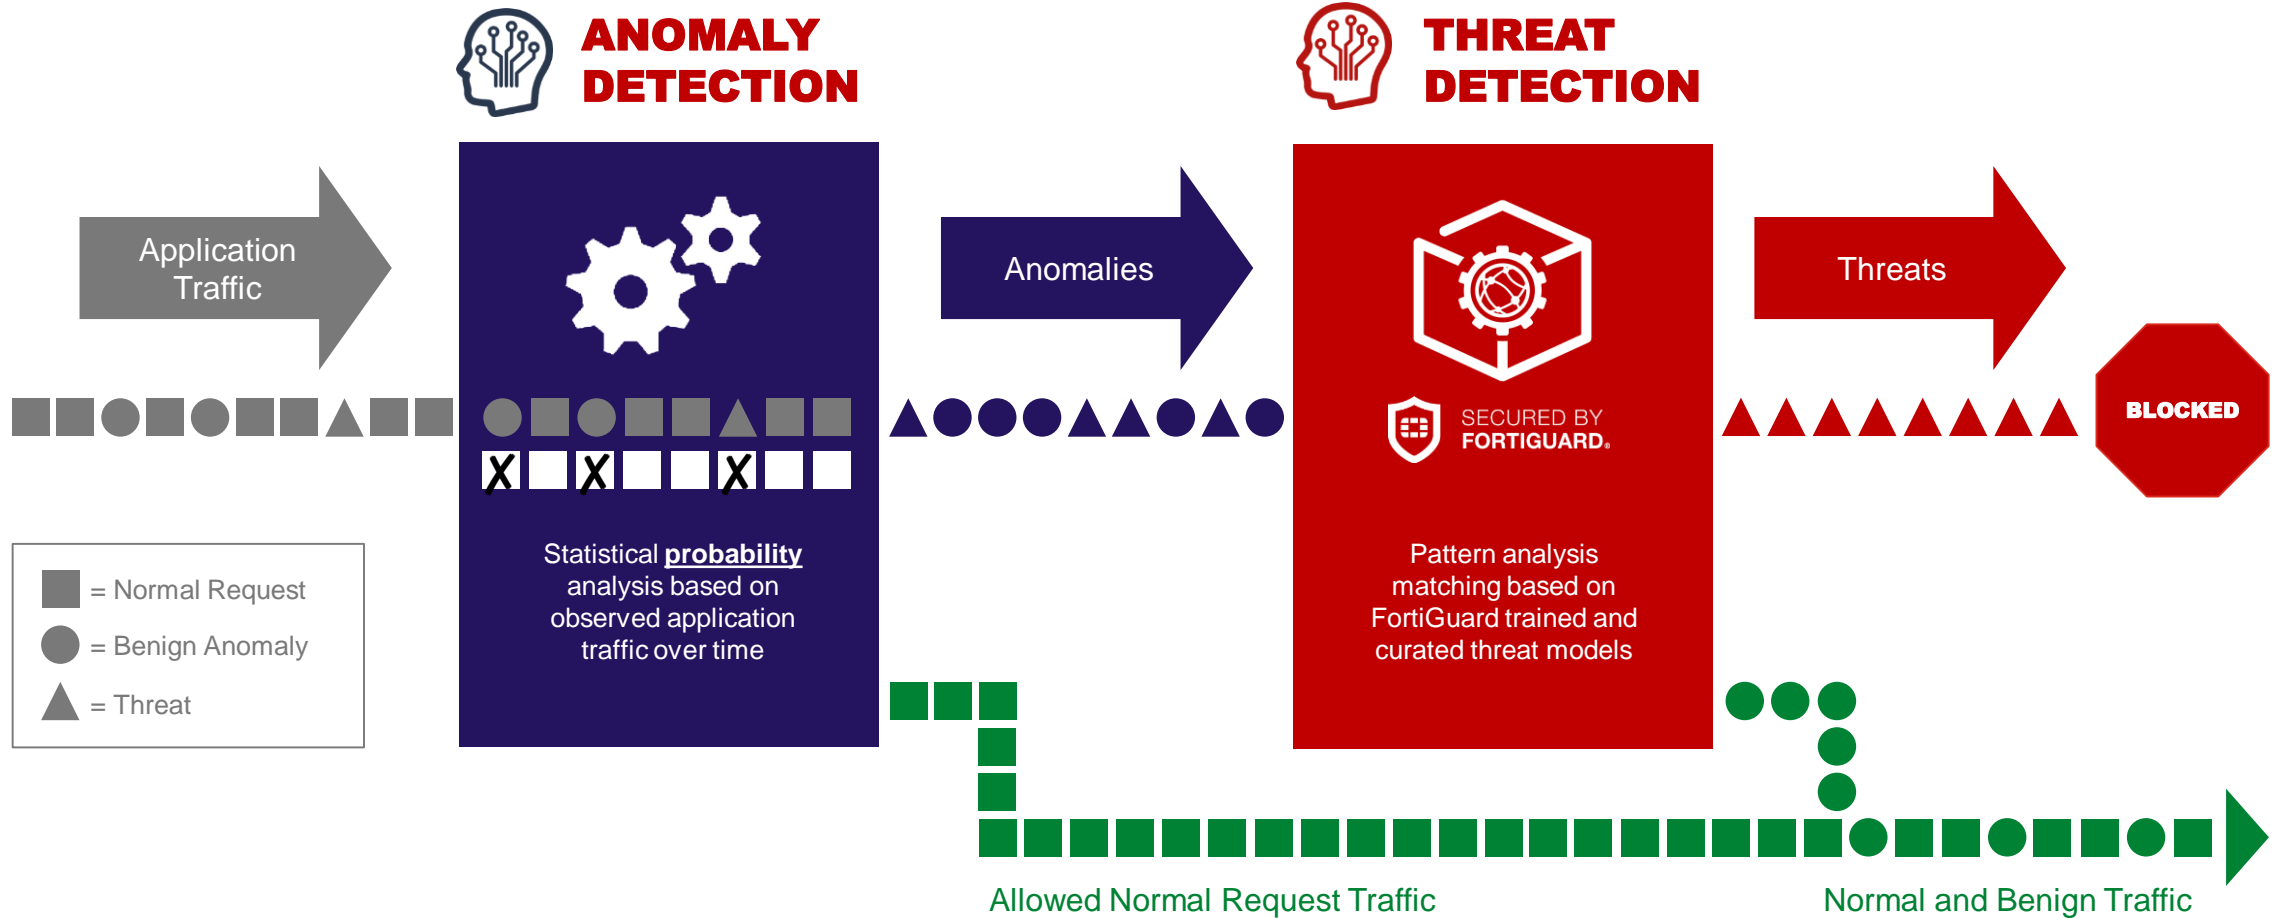 ANOMALY
DETECTION
THREAT
DETECTION
Application
Traffic
Anomalies
Threats
SECURED BY
FORTIGUARD®
BLOCKED
X X X
Statistical probability
analysis based on
observed application
traffic over time
Pattern analysis
matching based on
FortiGuard trained and
curated threat models
= Normal Request
= Benign Anomaly
= Threat
Allowed Normal Request Traffic
Normal and Benign Traffic